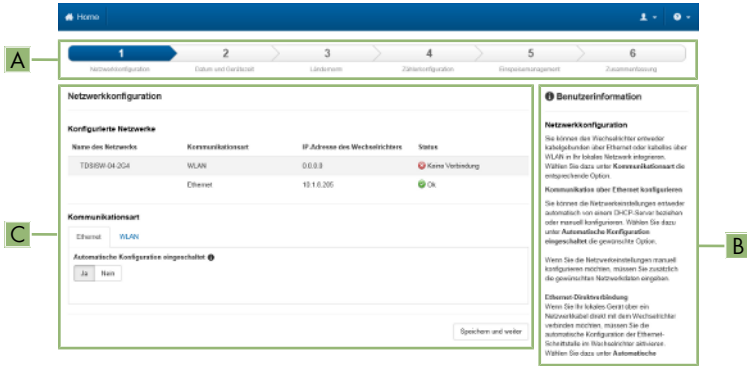 Home
A
1 2 3 4 5 6
Netzwerkkonfiguration Datum und Gerätezeit Ländernorm Zählerkonfiguration Einspeisemanagement Zusammenfassung
Netzwerkkonfiguration
Konfigurierte Netzwerke
Name des Netzwerks Kommunikationsart IP-Adresse des Wechselrichters Status
WLAN 0.0.0.0 Keine Verbindung
Ethernet 10.1.6.205 Ok
C
Kommunikationsart
Ethernet WLAN
Automatische Konfiguration eingeschaltet
Ja Nein
Speichern und weiter
Benutzerinformation
Netzwerkkonfiguration
Sie können den Wechselrichter entweder
kabelgebunden über Ethernet oder kabellos über
WLAN in Ihr lokales Netzwerk integrieren.
Wählen Sie dazu unter Kommunikationsart die
entsprechende Option.
Kommunikation über Ethernet konfigurieren
Sie können die Netzwerkeinstellungen entweder
automatisch von einem DHCP-Server beziehen
oder manuell konfigurieren. Wählen Sie dazu
unter Automatische Konfiguration
eingeschaltet die gewünschte Option.
B
Wenn Sie die Netzwerkeinstellungen manuell
konfigurieren möchten, müssen Sie zusätzlich
die gewünschten Netzwerkdaten eingeben.
Ethernet-Direktverbindung
Wenn Sie Ihr lokales Gerät über ein
Netzwerkkabel direkt mit dem Wechselrichter
verbinden möchten, müssen Sie die
automatische Konfiguration der Ethernet-
Schnittstelle im Wechselrichter aktivieren.
Wählen Sie dazu unter Automatische